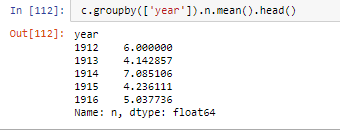 In [112]: c.groupby(['year']).n.mean().head()
Out[112]: year
1912    6.000000
1913    4.142857
1914    7.085106
1915    4.236111
1916    5.037736
Name: n, dtype: float64